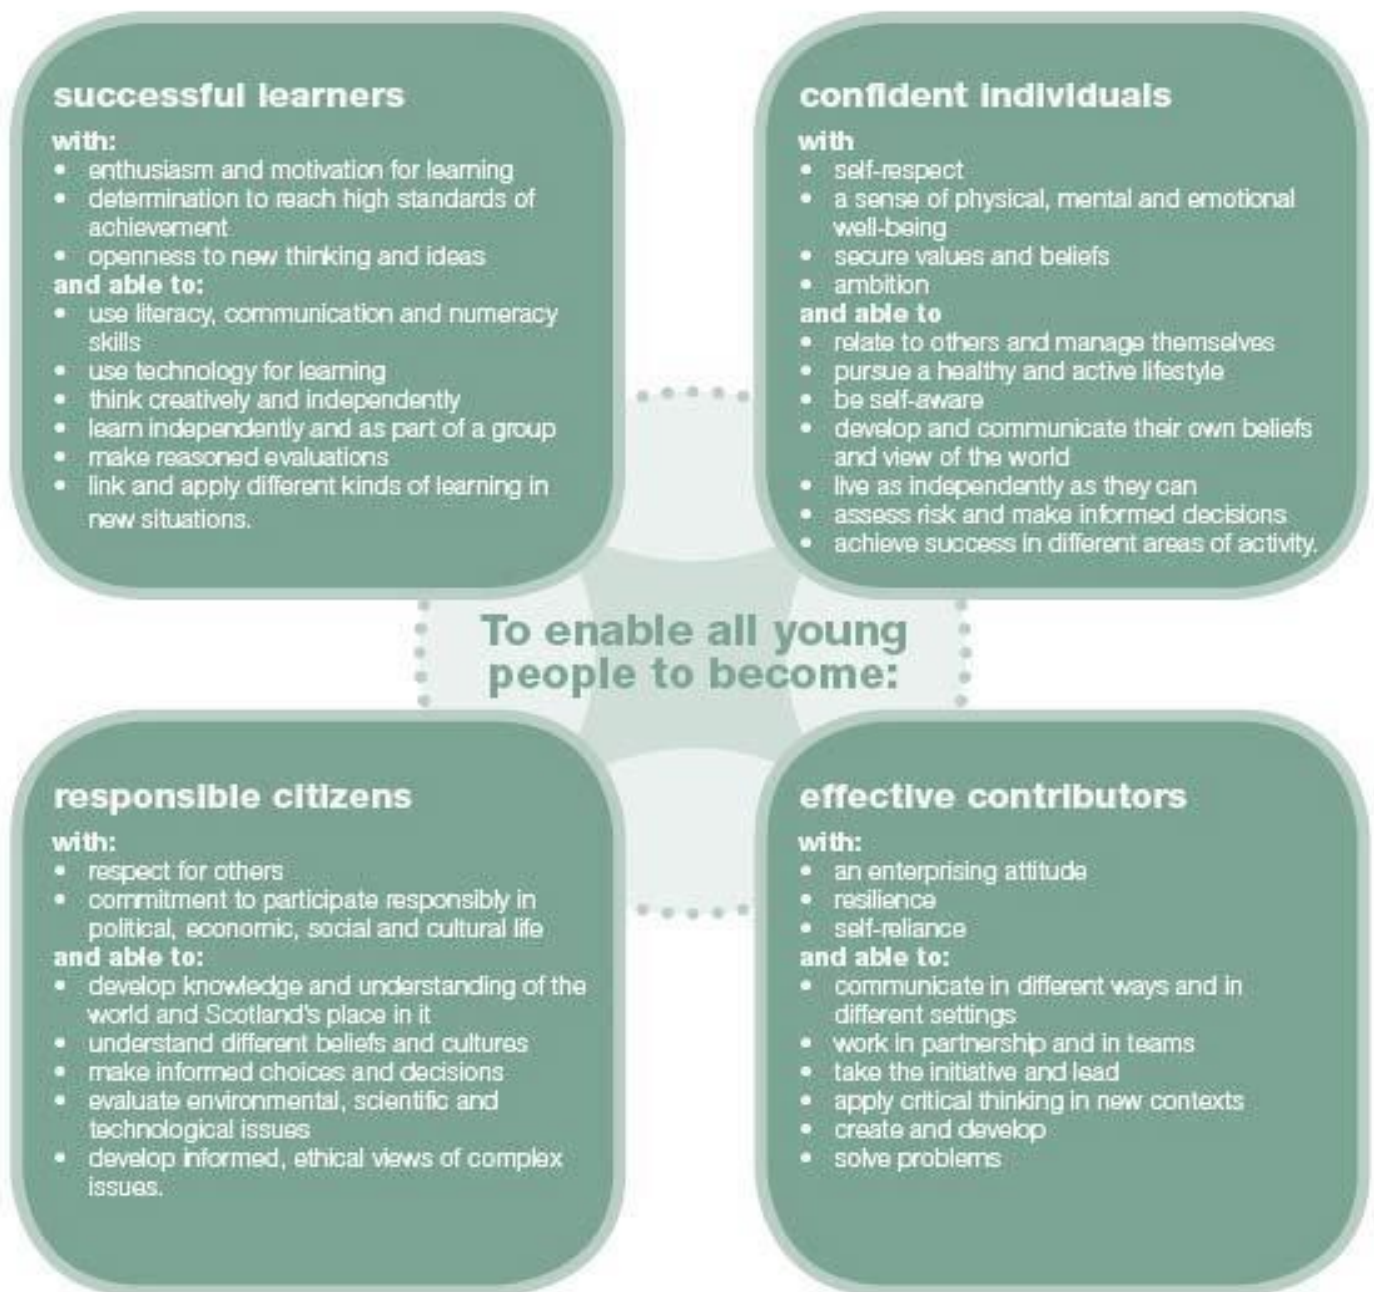 successful learners
with:
• enthusiasm and motivation for learning
• determination to reach high standards of
achievement
• openness to new thinking and ideas
and able to:
• use literacy, communication and numeracy
skills
• use technology for learning
• think creatively and independently
• learn independently and as part of a group
• make reasoned evaluations
• link and apply different kinds of learning in
new situations.
confident individuals
with
• self-respect
• a sense of physical, mental and emotional
well-being
• secure values and beliefs
• ambition
and able to
• relate to others and manage themselves
• pursue a healthy and active lifestyle
• be self-aware
• develop and communicate their own beliefs
and view of the world
• live as independently as they can
• assess risk and make informed decisions
• achieve success in different areas of activity.
To enable all young
people to become:
responsible citizens
with:
• respect for others
• commitment to participate responsibly in
political, economic, social and cultural life
and able to:
• develop knowledge and understanding of the
world and Scotland's place in it
• understand different beliefs and cultures
• make informed choices and decisions
• evaluate environmental, scientific and
technological issues
• develop informed, ethical views of complex
issues.
effective contributors
with:
• an enterprising attitude
• resilience
• self-reliance
and able to:
• communicate in different ways and in
different settings
• work in partnership and in teams
• take the initiative and lead
• apply critical thinking in new contexts
• create and develop
• solve problems